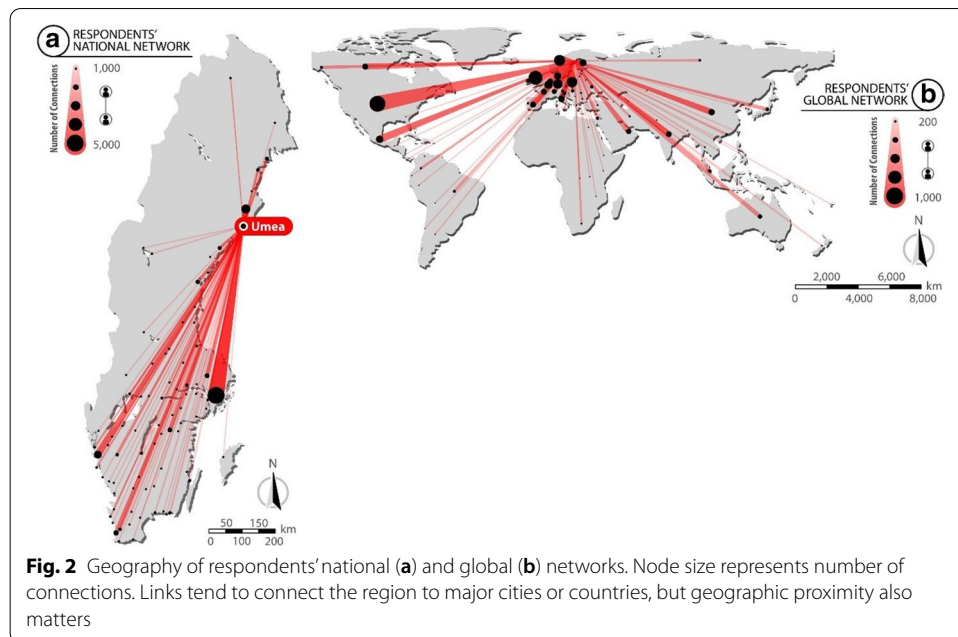 a RESPONDENTS'
NATIONAL NETWORK
Number of Connections
1,000
5,000
Umea
N
50 150
km
0 100 200
RESPONDENTS'
GLOBAL NETWORK b
Number of Connections
200
1,000
N
2,000 6,000
km
0 4,000 8,000
Fig. 2 Geography of respondents' national (a) and global (b) networks. Node size represents number of
connections. Links tend to connect the region to major cities or countries, but geographic proximity also
matters